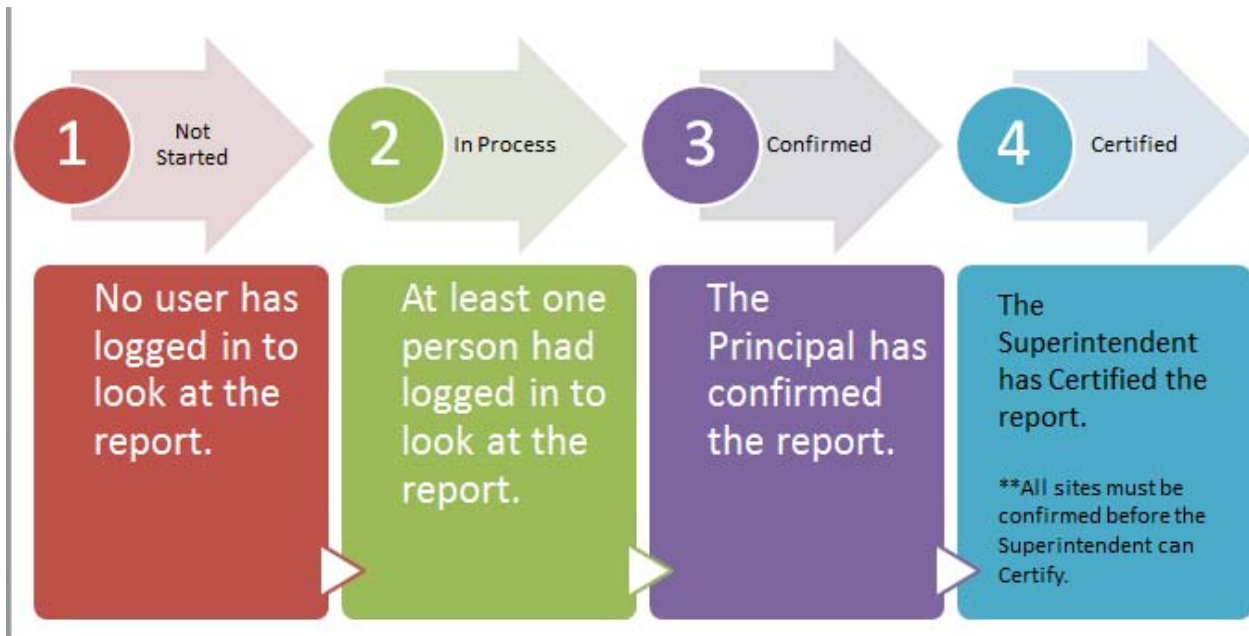 1
Not
Started
2
In Process
3
Confirmed
4
Certified
No user has
logged in to
look at the
report.
At least one
person had
logged in to
look at the
report.
The
Principal has
confirmed
the report.
The
Superintendent
has Certified the
report.
**All sites must be
confirmed before the
Superintendent can
Certify.